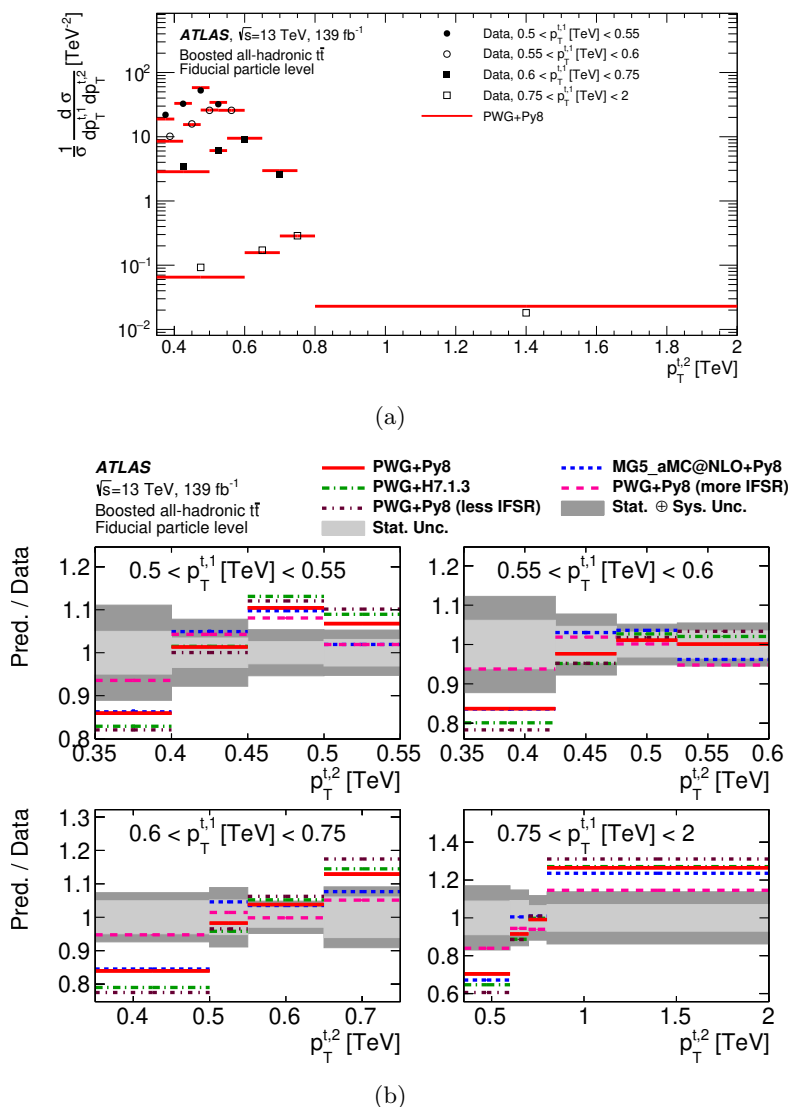 ATLAS, √s=13 TeV, 139 fb⁻¹
Boosted all-hadronic tt̄
Fiducial particle level
Data, 0.5 < p_T^{t,1} [TeV] < 0.55
Data, 0.55 < p_T^{t,1} [TeV] < 0.6
Data, 0.6 < p_T^{t,1} [TeV] < 0.75
Data, 0.75 < p_T^{t,1} [TeV] < 2
PWG+Py8
1/σ d σ / dp_T^{t,1} dp_T^{t,2} [TeV⁻²]
10²
10
1
10⁻¹
10⁻²
0.4 0.6 0.8 1 1.2 1.4 1.6 1.8 2
p_T^{t,2} [TeV]
(a)
ATLAS
√s=13 TeV, 139 fb⁻¹
Boosted all-hadronic tt̄
Fiducial particle level
PWG+Py8
PWG+H7.1.3
PWG+Py8 (less IFSR)
Stat. Unc.
MG5_aMC@NLO+Py8
PWG+Py8 (more IFSR)
Stat. ⊕ Sys. Unc.
Pred. / Data
0.5 < p_T^{t,1} [TeV] < 0.55
1.2
1.1
1
0.9
0.8
0.35 0.4 0.45 0.5 0.55
p_T^{t,2} [TeV]
0.55 < p_T^{t,1} [TeV] < 0.6
1.2
1.1
1
0.9
0.8
0.35 0.4 0.45 0.5 0.55 0.6
p_T^{t,2} [TeV]
Pred. / Data
0.6 < p_T^{t,1} [TeV] < 0.75
1.3
1.2
1.1
1
0.9
0.8
0.4 0.5 0.6 0.7
p_T^{t,2} [TeV]
0.75 < p_T^{t,1} [TeV] < 2
1.4
1.2
1
0.8
0.6
0.5 1 1.5 2
p_T^{t,2} [TeV]
(b)